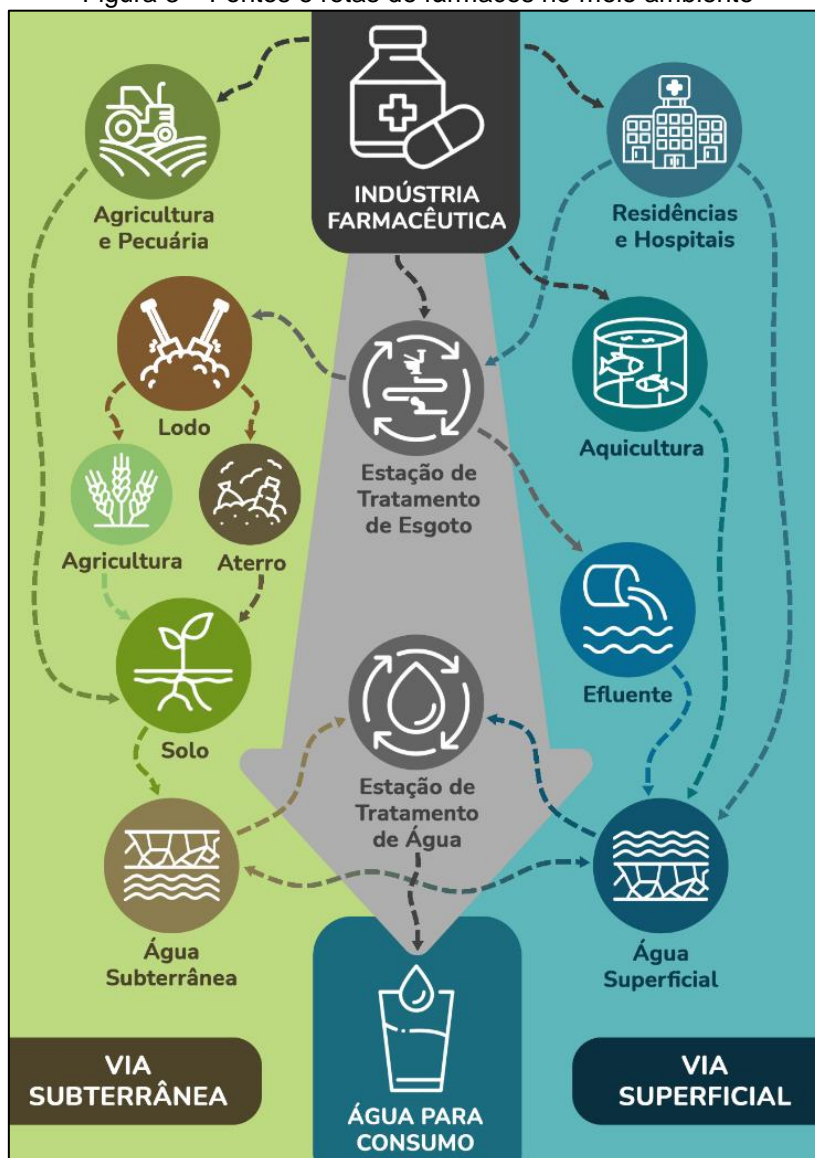 Fontes e rotas de fármacos no meio ambiente
INDÚSTRIA
FARMACÊUTICA
Agricultura
e Pecuária
Residências
e Hospitais
Lodo
Estação de
Tratamento
de Esgoto
Aquicultura
Agricultura
Aterro
Efluente
Solo
Estação de
Tratamento
de Água
Água
Subterrânea
Água
Superficial
VIA
SUBTERRÂNEA
ÁGUA PARA
CONSUMO
VIA
SUPERFICIAL